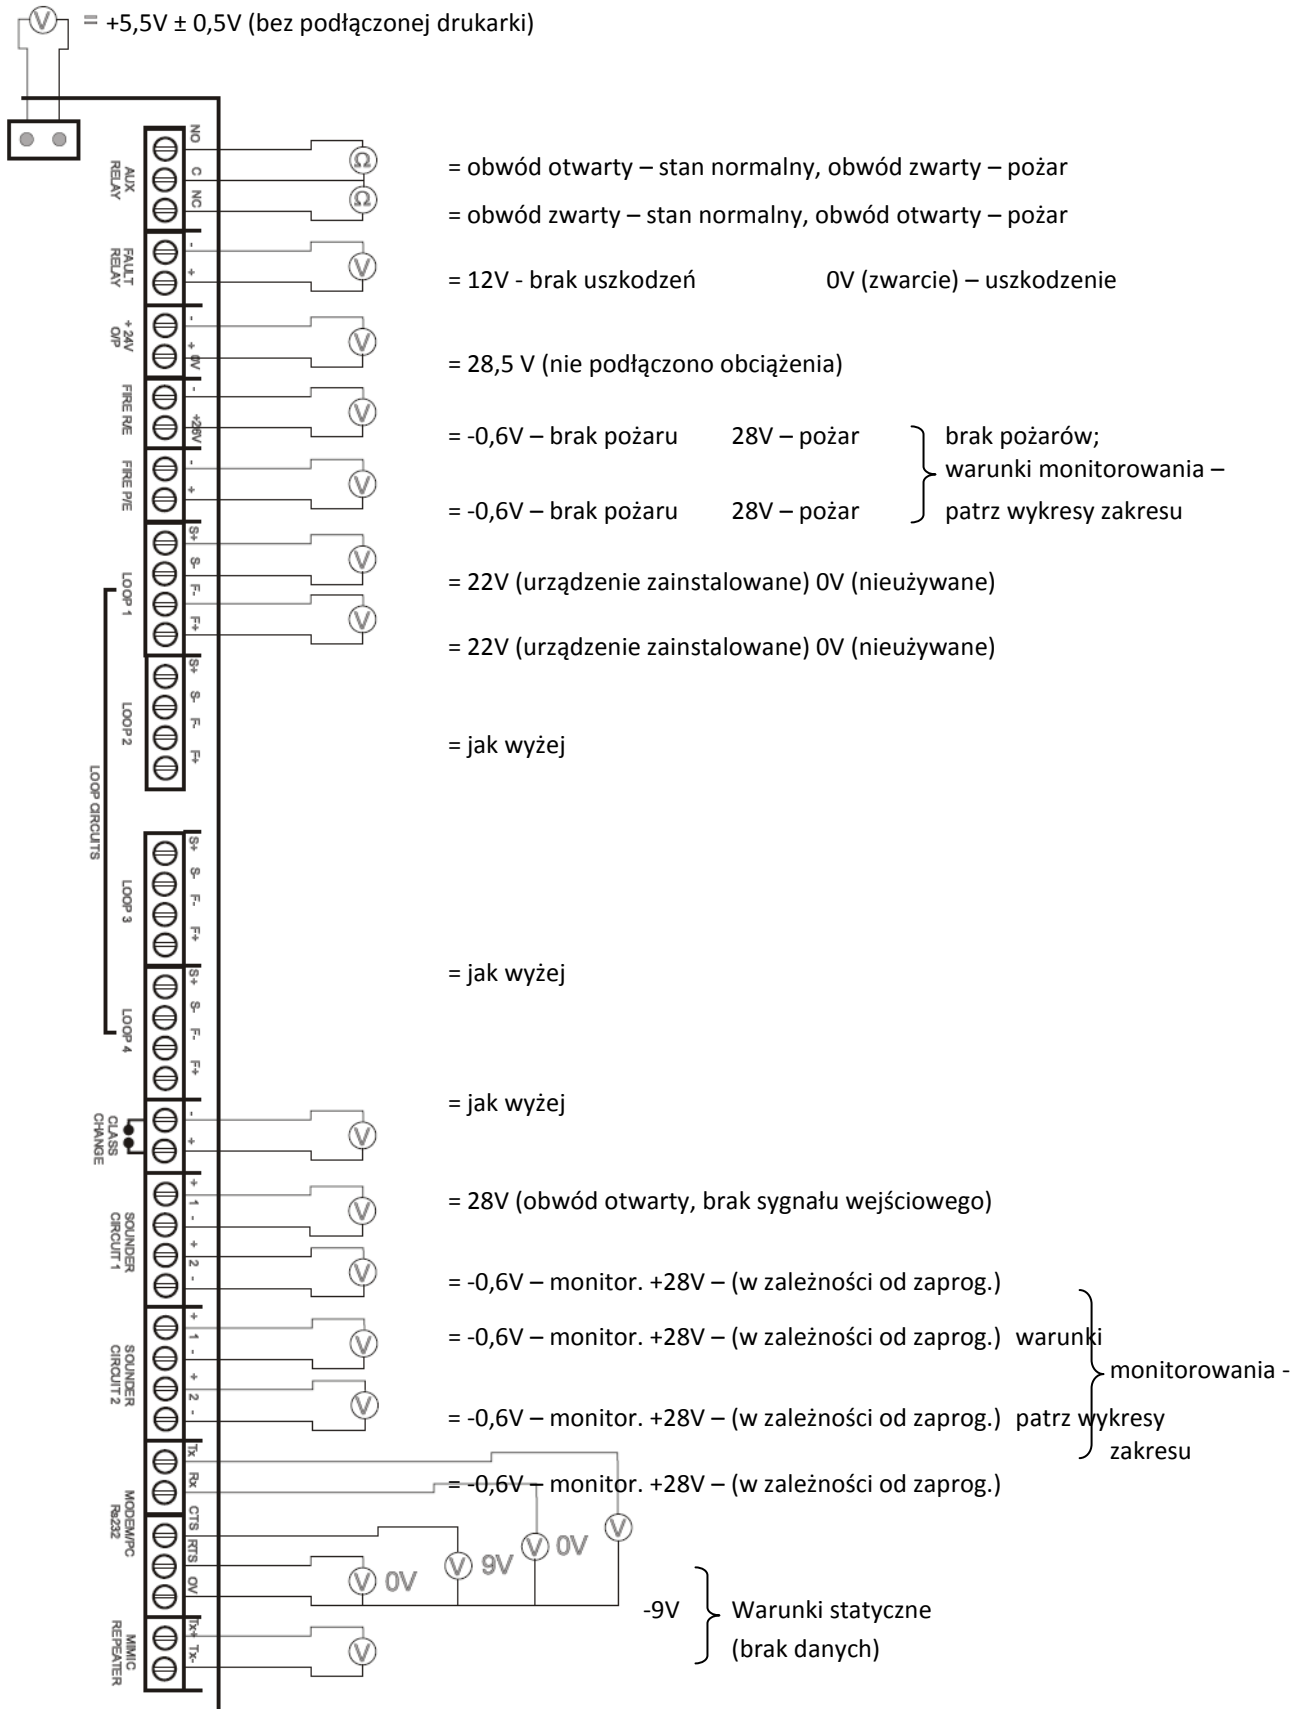 V = +5,5V ± 0,5V (bez podłączonej drukarki)
AUX RELAY NO C NC
Ω = obwód otwarty – stan normalny, obwód zwarty – pożar
Ω = obwód zwarty – stan normalny, obwód otwarty – pożar
FAULT RELAY - +
V = 12V - brak uszkodzeń 0V (zwarcie) – uszkodzenie
+ 24V O/P - +
V = 28,5 V (nie podłączono obciążenia)
FIRE R/E 0V - +28V
V = -0,6V – brak pożaru 28V – pożar
FIRE P/E - +
V = -0,6V – brak pożaru 28V – pożar
brak pożarów;
warunki monitorowania –
patrz wykresy zakresu
LOOP CIRCUITS
LOOP 1 S+ S- F- F+
V = 22V (urządzenie zainstalowane) 0V (nieużywane)
V = 22V (urządzenie zainstalowane) 0V (nieużywane)
LOOP 2 S+ S- F- F+
= jak wyżej
LOOP 3 S+ S- F- F+
= jak wyżej
LOOP 4 S+ S- F- F+
= jak wyżej
CLASS CHANGE - +
V
= 28V (obwód otwarty, brak sygnału wejściowego)
SOUNDER CIRCUIT 1 + 1 - + 2 -
V
V
= -0,6V – monitor. +28V – (w zależności od zaprog.)
= -0,6V – monitor. +28V – (w zależności od zaprog.) warunki
monitorowania -
SOUNDER CIRCUIT 2 + 1 - + 2 -
V
V
= -0,6V – monitor. +28V – (w zależności od zaprog.) patrz wykresy
zakresu
= -0,6V – monitor. +28V – (w zależności od zaprog.)
MODEM/PC Rs232 Tx Rx CTS RTS 0V
V 0V
V 9V
V 0V
V
-9V
Warunki statyczne
(brak danych)
MIMIC REPEATER Tx+ Tx-
V